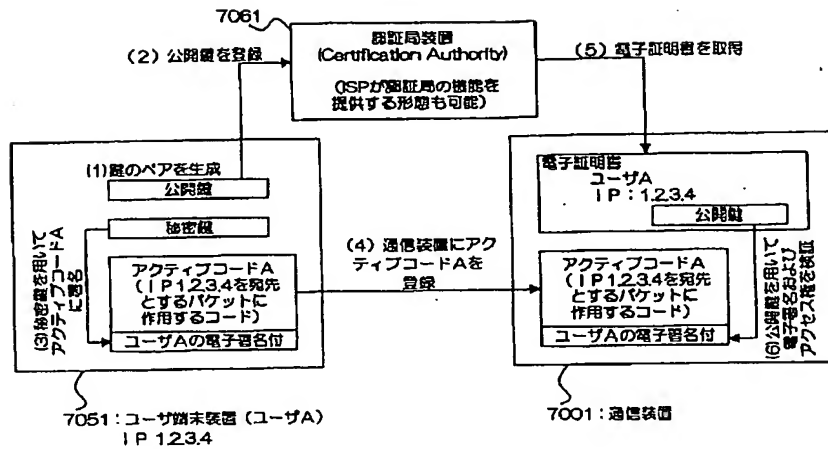 7061
認証局装置
(Certification Authority)
(ISPが認証局の機能を
提供する形態も可能)
(2) 公開鍵を登録
(5) 電子証明書を取得
(1)鍵のペアを生成
公開鍵
秘密鍵
(3)秘密鍵を用いて
アクティブコードA
に署名
アクティブコードA
(IP1.2.3.4を宛先
とするパケットに
作用するコード)
ユーザAの電子署名付
(4) 通信装置にアク
ティブコードAを
登録
電子証明書
ユーザA
IP:1.2.3.4
公開鍵
アクティブコードA
(IP1.2.3.4を宛先
とするパケットに
作用するコード)
ユーザAの電子署名付
(6)公開鍵を用いて
電子署名および
アクセス権を検証
7051:ユーザ端末装置(ユーザA)
IP 1.2.3.4
7001:通信装置